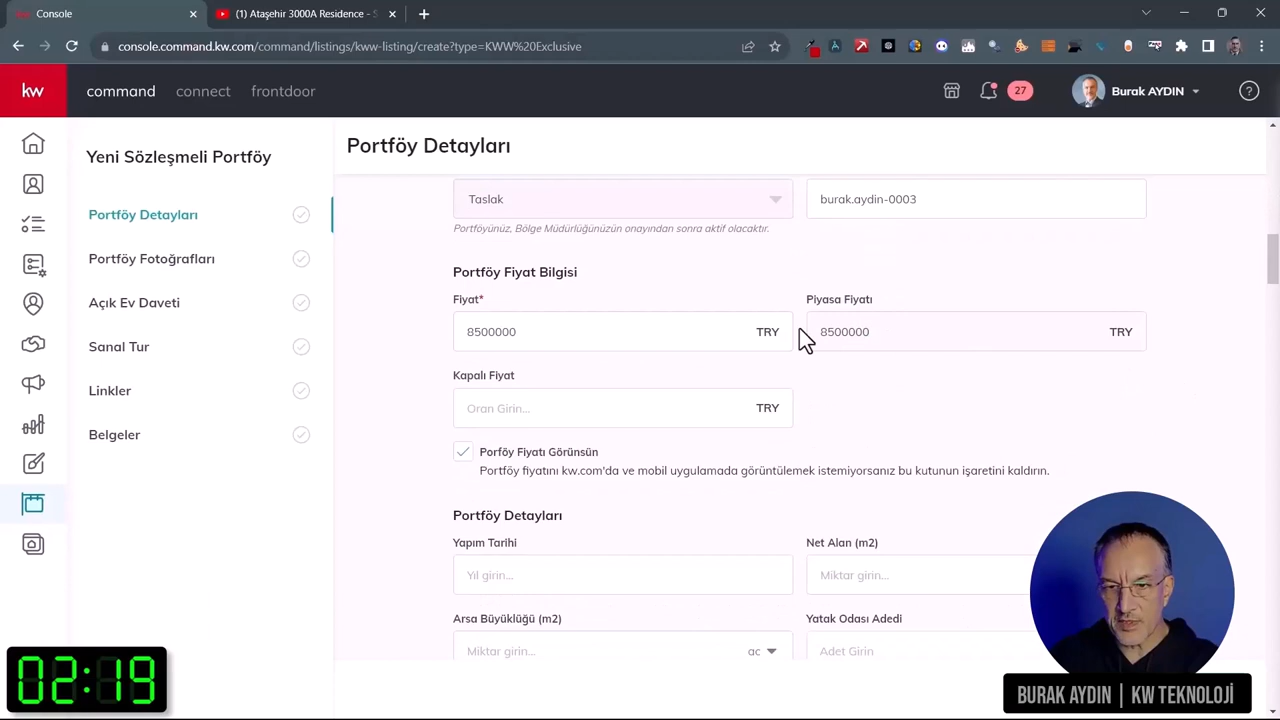 Console
(1) Ataşehir 3000A Residence - S
console.command.kw.com/command/listings/kww-listing/create?type=KWW%20Exclusive
kw
command
connect
frontdoor
27
Burak AYDIN
Yeni Sözleşmeli Portföy
Portföy Detayları
Portföy Fotoğrafları
Açık Ev Daveti
Sanal Tur
Linkler
Belgeler
Portföy Detayları
Taslak
burak.aydin-0003
Portföyünüz, Bölge Müdürlüğünüzün onayından sonra aktif olacaktır.
Portföy Fiyat Bilgisi
Fiyat*
Piyasa Fiyatı
8500000 TRY
8500000 TRY
Kapalı Fiyat
Oran Girin... TRY
Porföy Fiyatı Görünsün
Portföy fiyatını kw.com'da ve mobil uygulamada görüntülemek istemiyorsanız bu kutunun işaretini kaldırın.
Portföy Detayları
Yapım Tarihi
Net Alan (m2)
Yıl girin...
Miktar girin...
Arsa Büyüklüğü (m2)
Yatak Odası Adedi
Miktar girin... ac
Adet Girin
02:19
BURAK AYDIN | KW TEKNOLOJİ